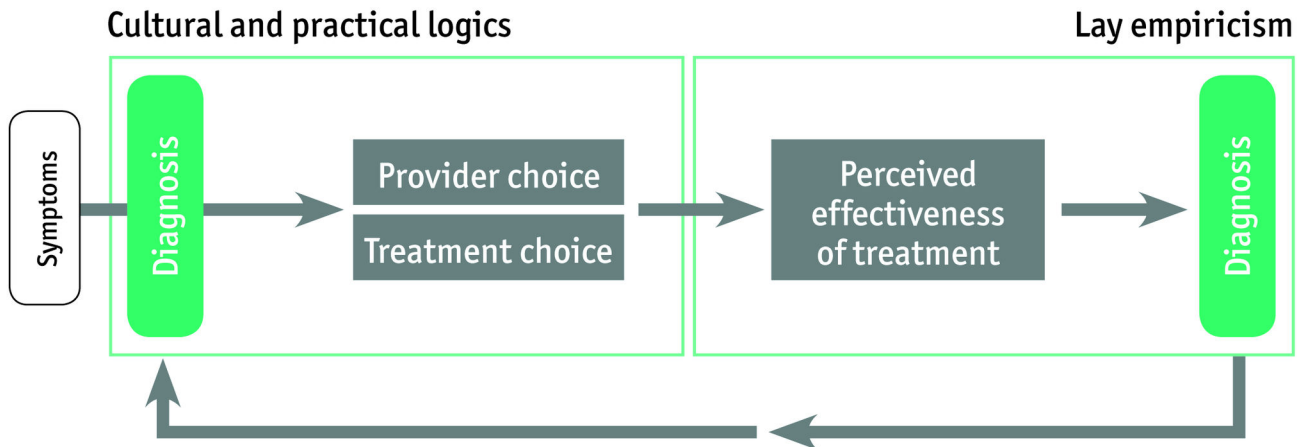 Cultural and practical logics
Lay empiricism
Symptoms
Diagnosis
Provider choice
Treatment choice
Perceived
effectiveness
of treatment
Diagnosis